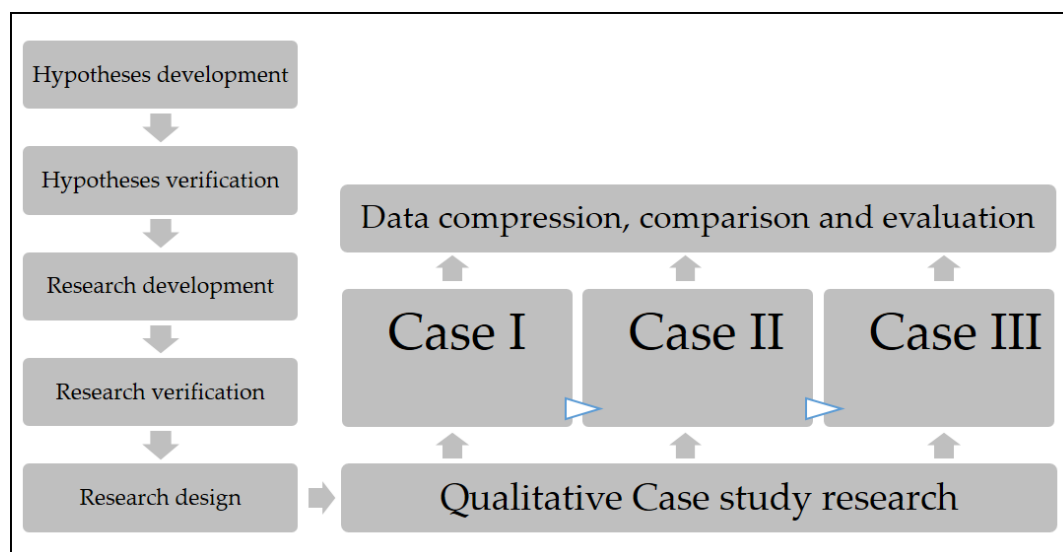 Hypotheses development
Hypotheses verification
Research development
Research verification
Research design
Data compression, comparison and evaluation
Case I
Case II
Case III
Qualitative Case study research